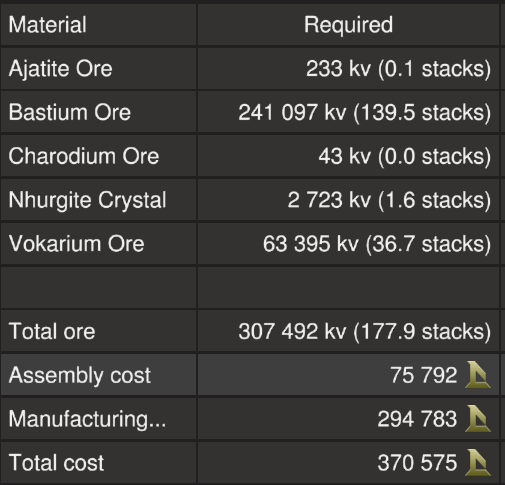 Material Required
Ajatite Ore 233 kv (0.1 stacks)
Bastium Ore 241 097 kv (139.5 stacks)
Charodium Ore 43 kv (0.0 stacks)
Nhurgite Crystal 2 723 kv (1.6 stacks)
Vokarium Ore 63 395 kv (36.7 stacks)
Total ore 307 492 kv (177.9 stacks)
Assembly cost 75 792
Manufacturing... 294 783
Total cost 370 575